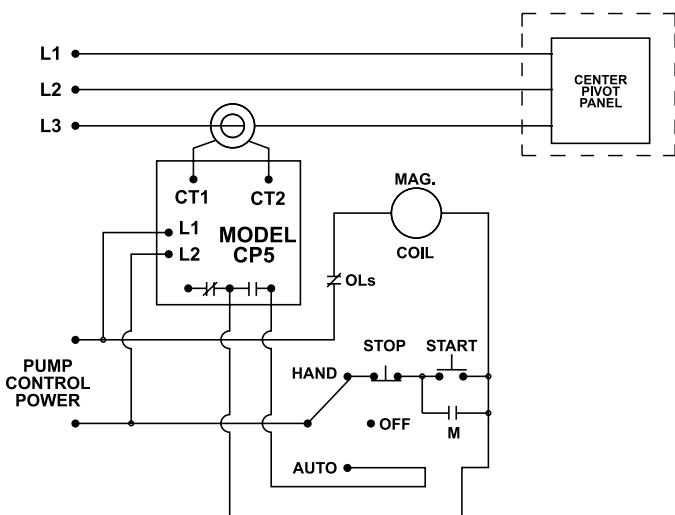 L1
L2
L3
CENTER
PIVOT
PANEL
CT1
CT2
L1
L2
MODEL
CP5
MAG.
COIL
OLs
PUMP
CONTROL
POWER
HAND
STOP
START
OFF
M
AUTO